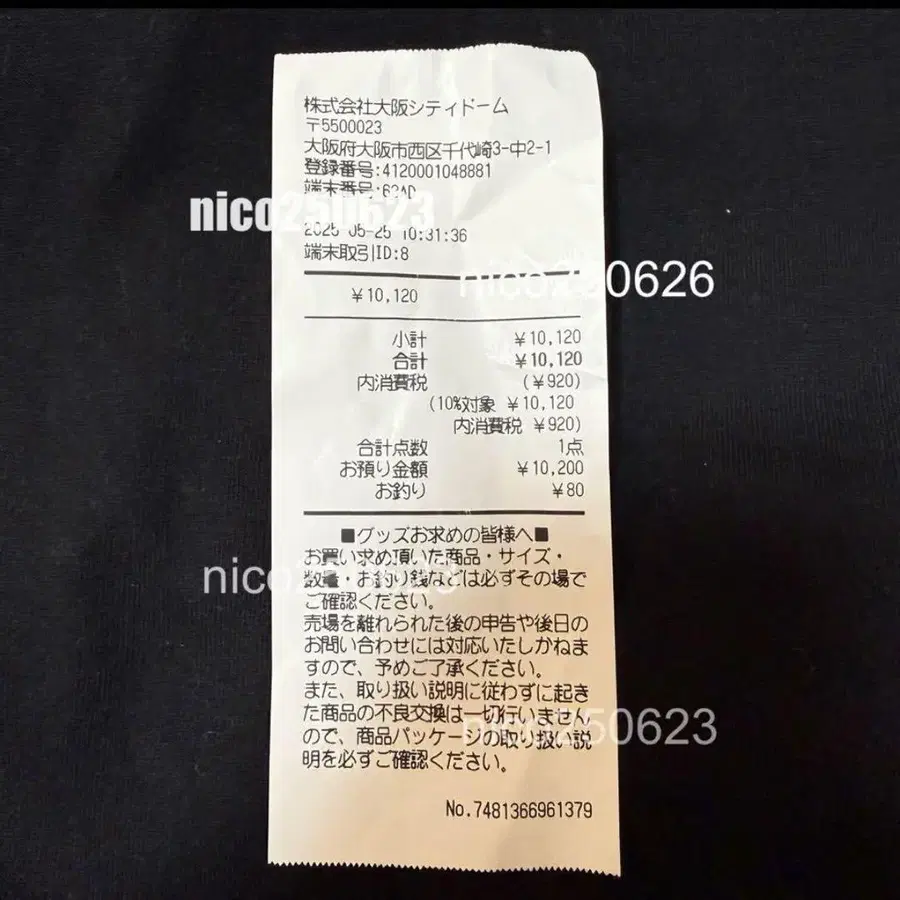 株式会社大阪シティドーム
〒5500023
大阪府大阪市西区千代崎3-中2-1
登録番号:4120001048881
端末番号:62AD
nico250623
2025-05-25 10:31:36
端末取引ID:8
nico250626
¥10,120
小計 ¥10,120
合計 ¥10,120
内消費税 (¥920)
(10%対象 ¥10,120
内消費税 ¥920)
合計点数 1点
お預り金額 ¥10,200
お釣り ¥80
■グッズお求めの皆様へ■
お買い求め頂いた商品・サイズ・
数量・お釣り銭などは必ずその場で
nico250623
ご確認ください。
売場を離れられた後の申告や後日の
お問い合わせには対応いたしかねま
すので、予めご了承ください。
また、取り扱い説明に従わずに起き
た商品の不良交換は一切行いません
nico250623
ので、商品パッケージの取り扱い説
明を必ずご確認ください。
No.7481366961379